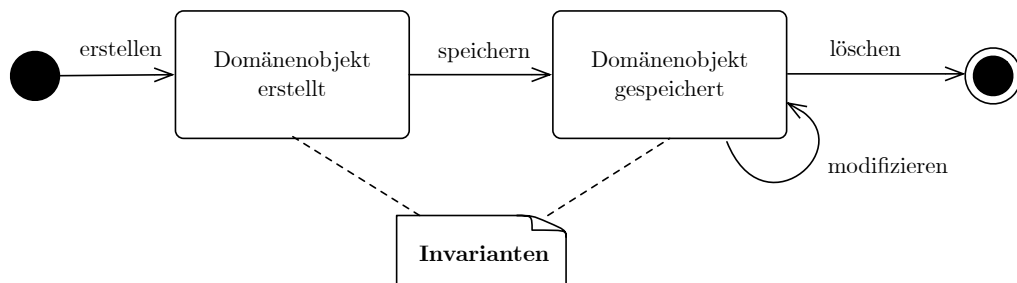 erstellen
Domänenobjekt
erstellt
speichern
Domänenobjekt
gespeichert
löschen
modifizieren
Invarianten